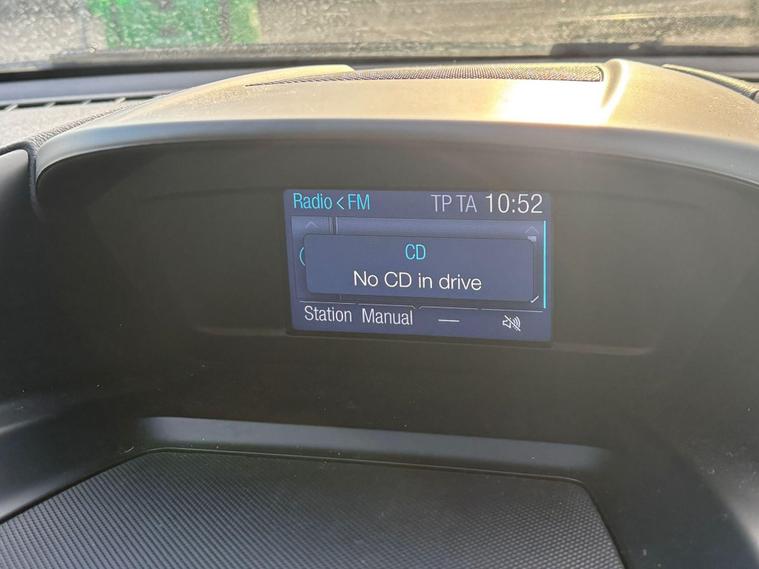 Radio < FM TP TA 10:52
CD
No CD in drive
Station Manual —